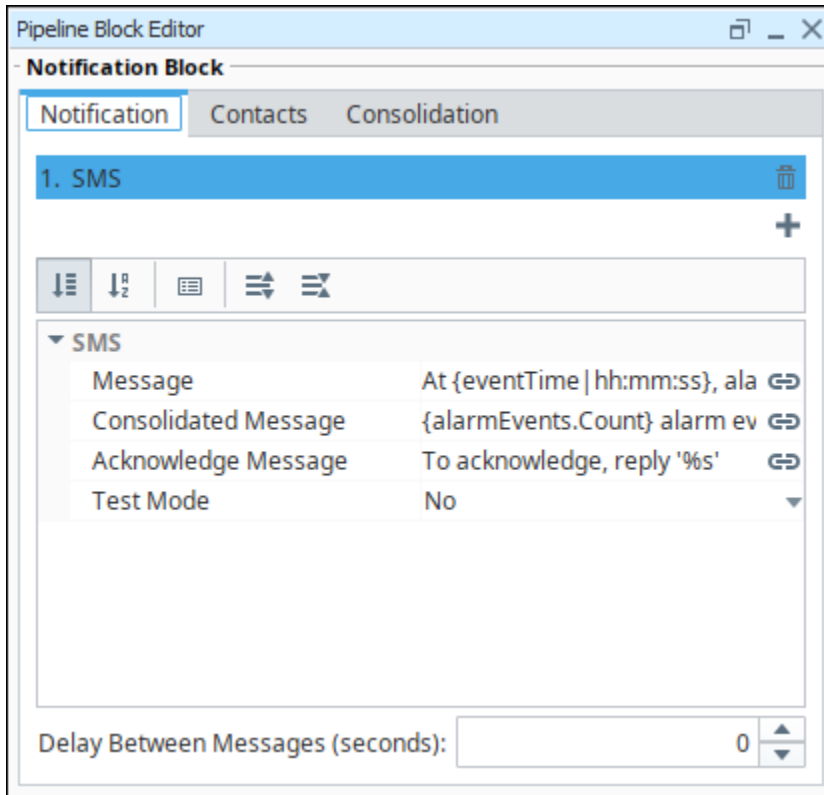 Pipeline Block Editor
Notification Block
Notification Contacts Consolidation
1. SMS
SMS
Message At {eventTime|hh:mm:ss}, ala
Consolidated Message {alarmEvents.Count} alarm ev
Acknowledge Message To acknowledge, reply '%s'
Test Mode No
Delay Between Messages (seconds): 0